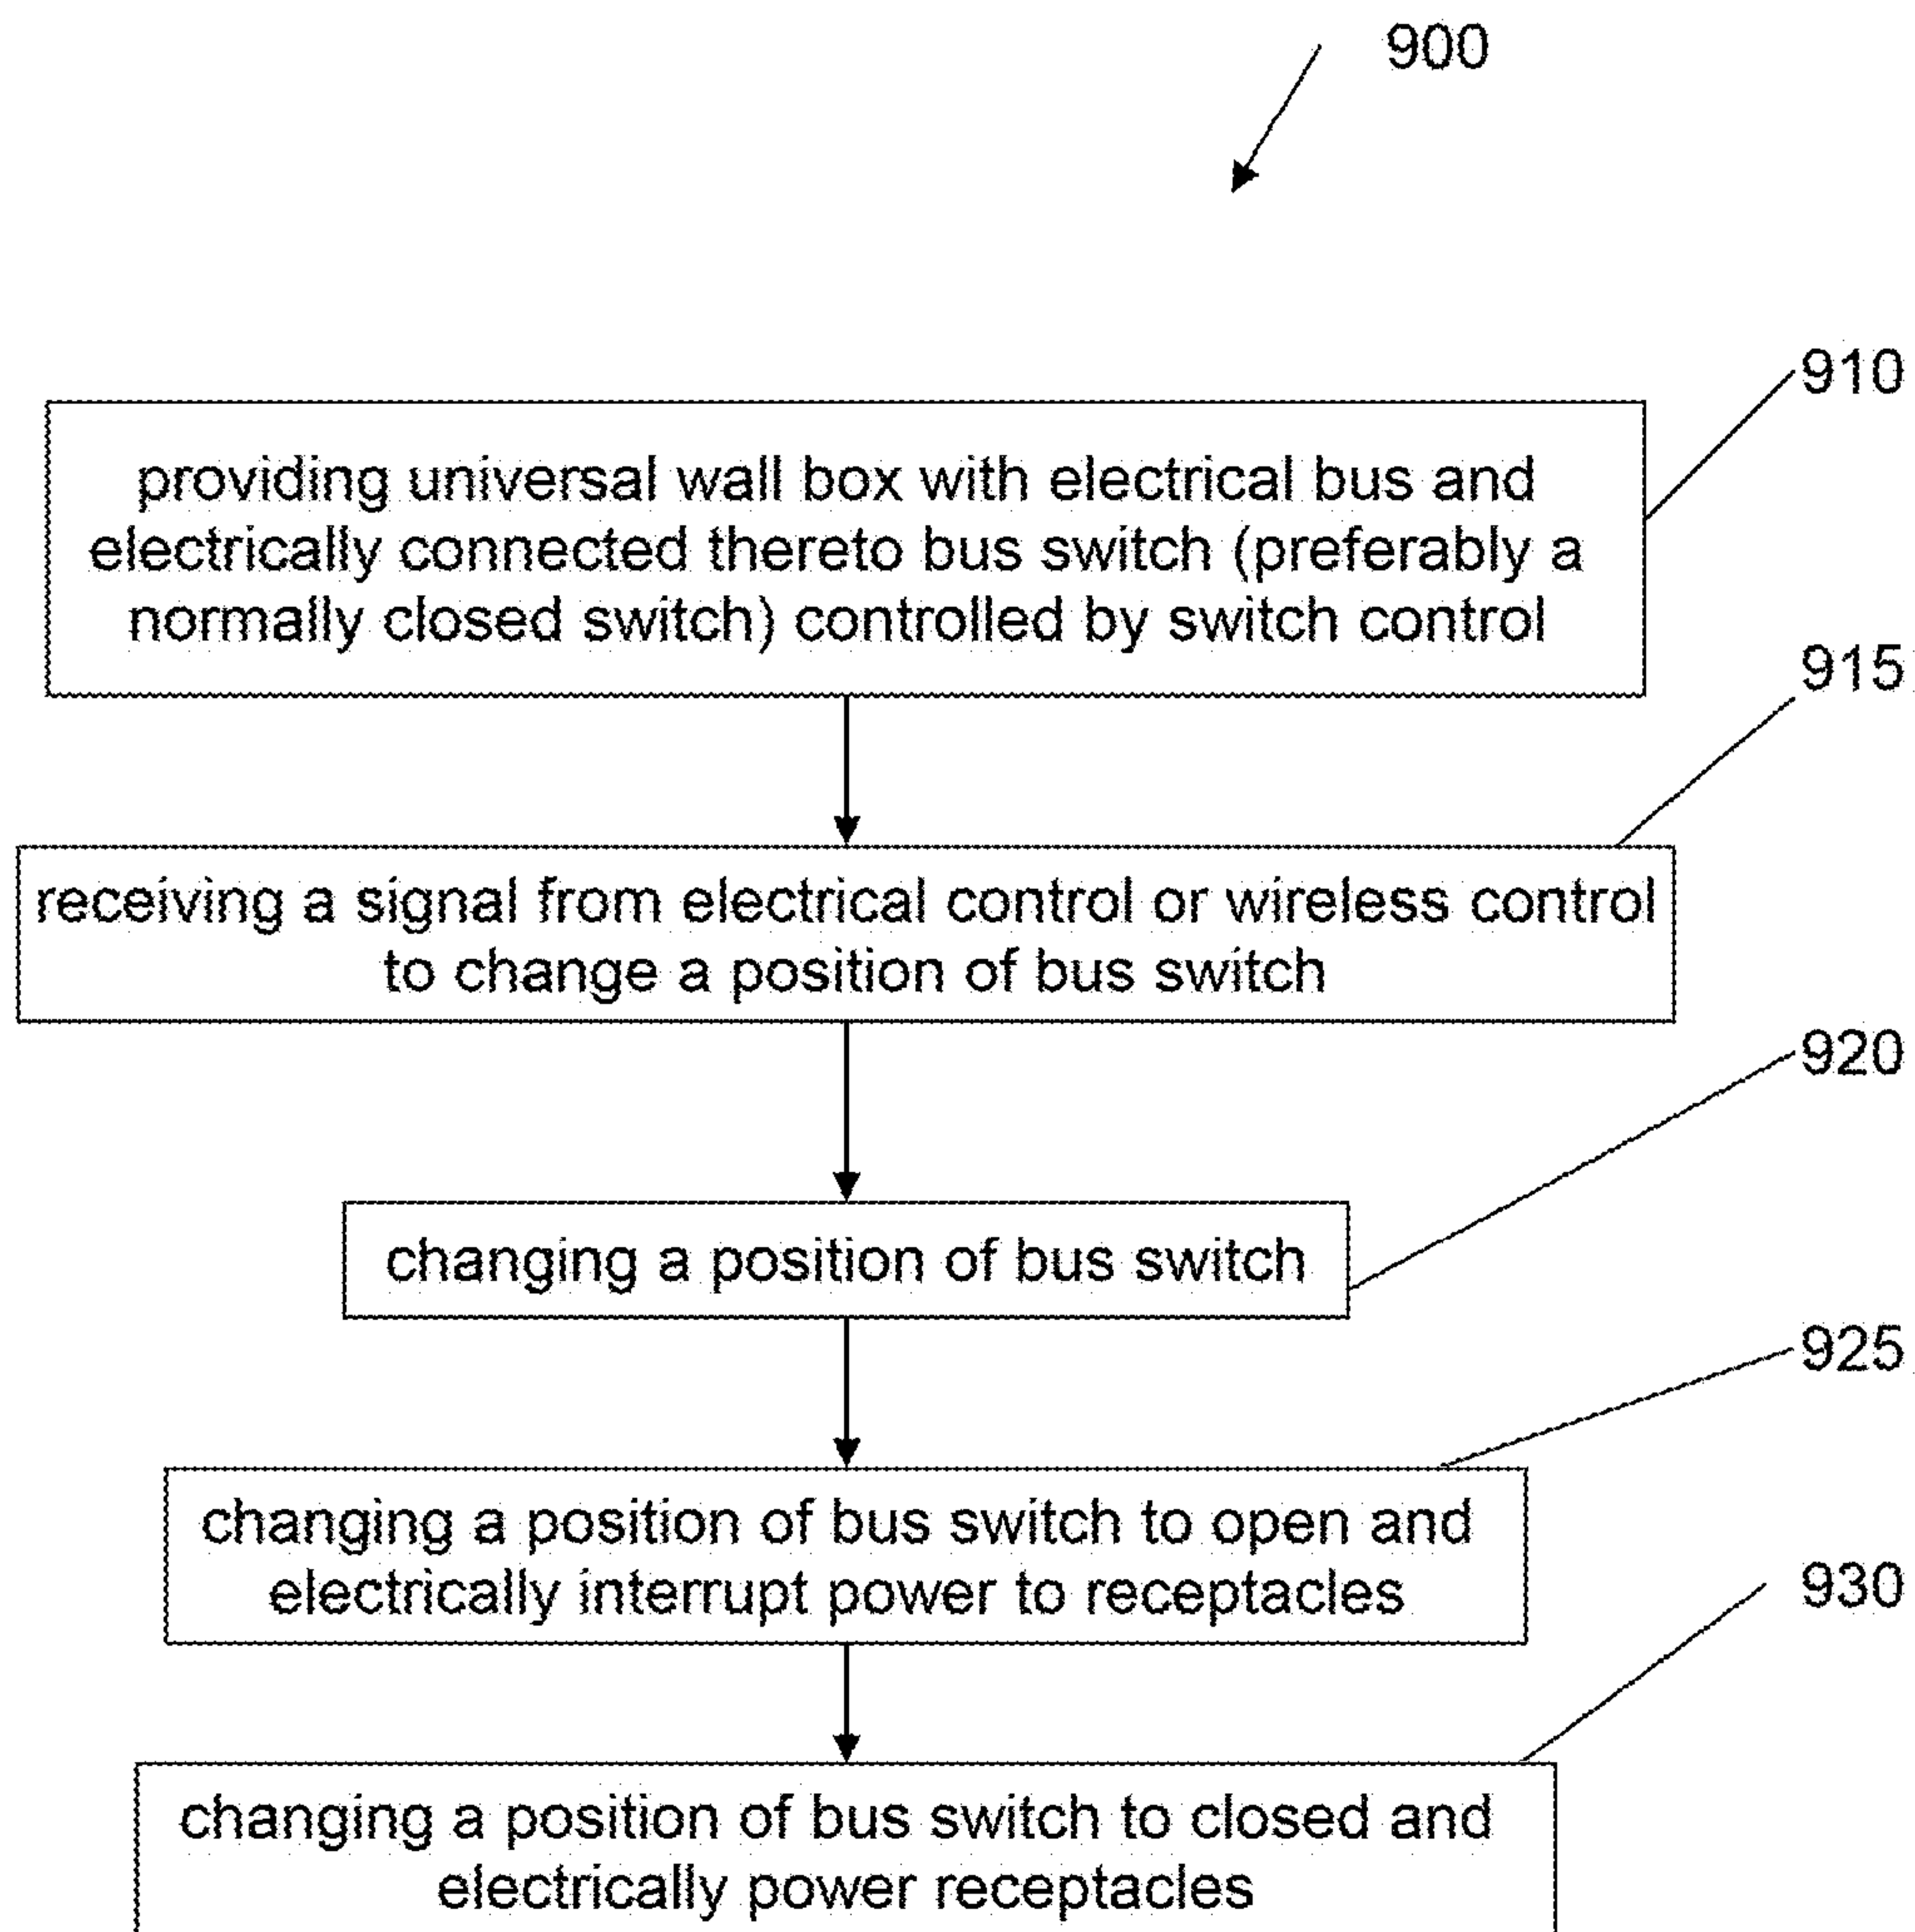 900
910
providing universal wall box with electrical bus and
electrically connected thereto bus switch (preferably a
normally closed switch) controlled by switch control
915
receiving a signal from electrical control or wireless control
to change a position of bus switch
920
changing a position of bus switch
925
changing a position of bus switch to open and
electrically interrupt power to receptacles
930
changing a position of bus switch to closed and
electrically power receptacles